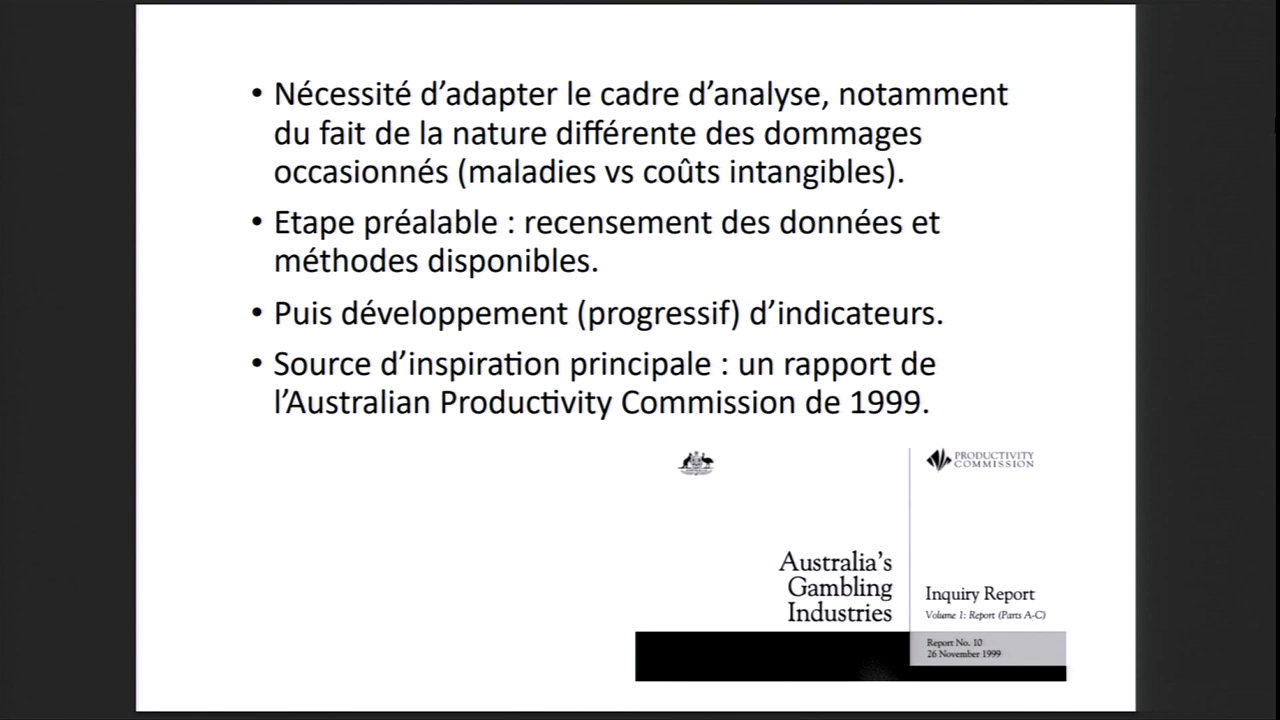 • Nécessité d’adapter le cadre d’analyse, notamment
du fait de la nature différente des dommages
occasionnés (maladies vs coûts intangibles).
• Etape préalable : recensement des données et
méthodes disponibles.
• Puis développement (progressif) d’indicateurs.
• Source d’inspiration principale : un rapport de
l’Australian Productivity Commission de 1999.
PRODUCTIVITY
COMMISSION
Australia’s
Gambling
Industries
Inquiry Report
Volume 1: Report (Parts A-C)
Report No. 10
26 November 1999